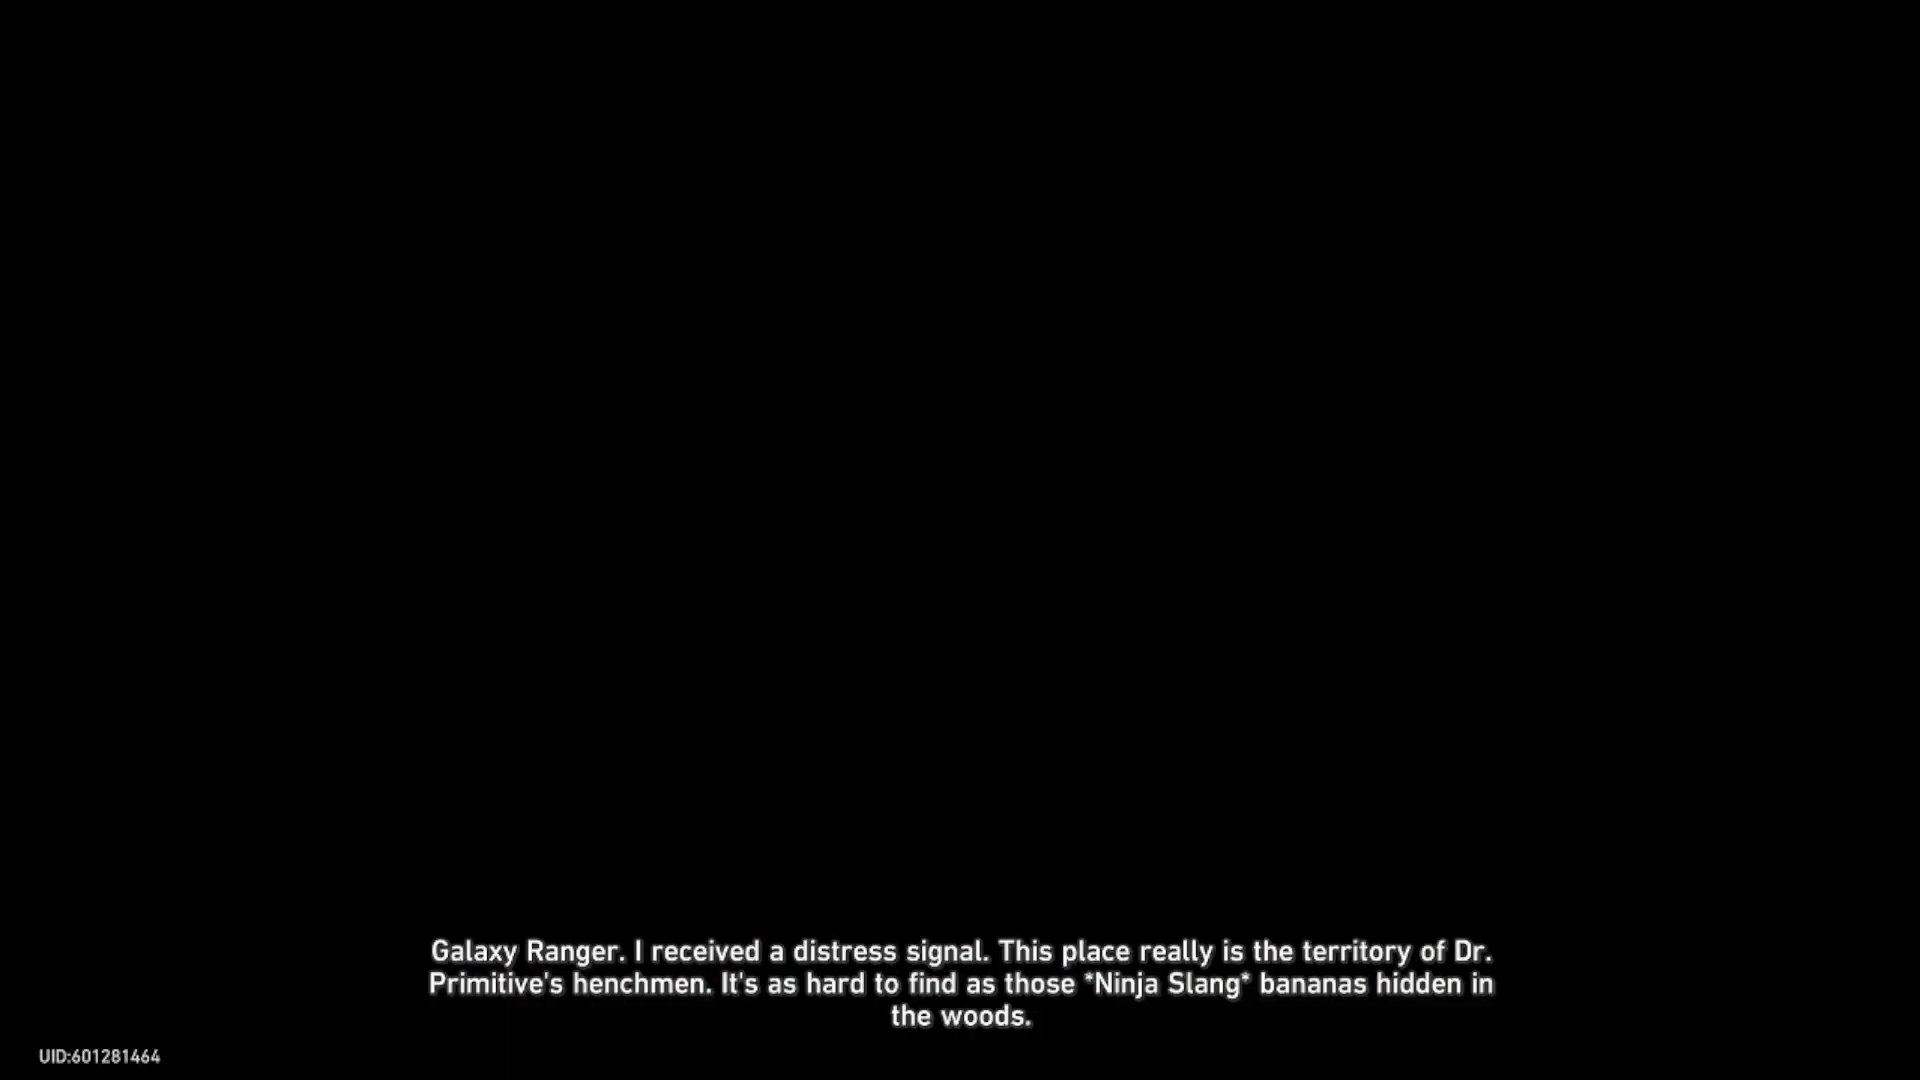 Galaxy Ranger. I received a distress signal. This place really is the territory of Dr.
Primitive's henchmen. It's as hard to find as those *Ninja Slang* bananas hidden in
the woods.
UID:601281464